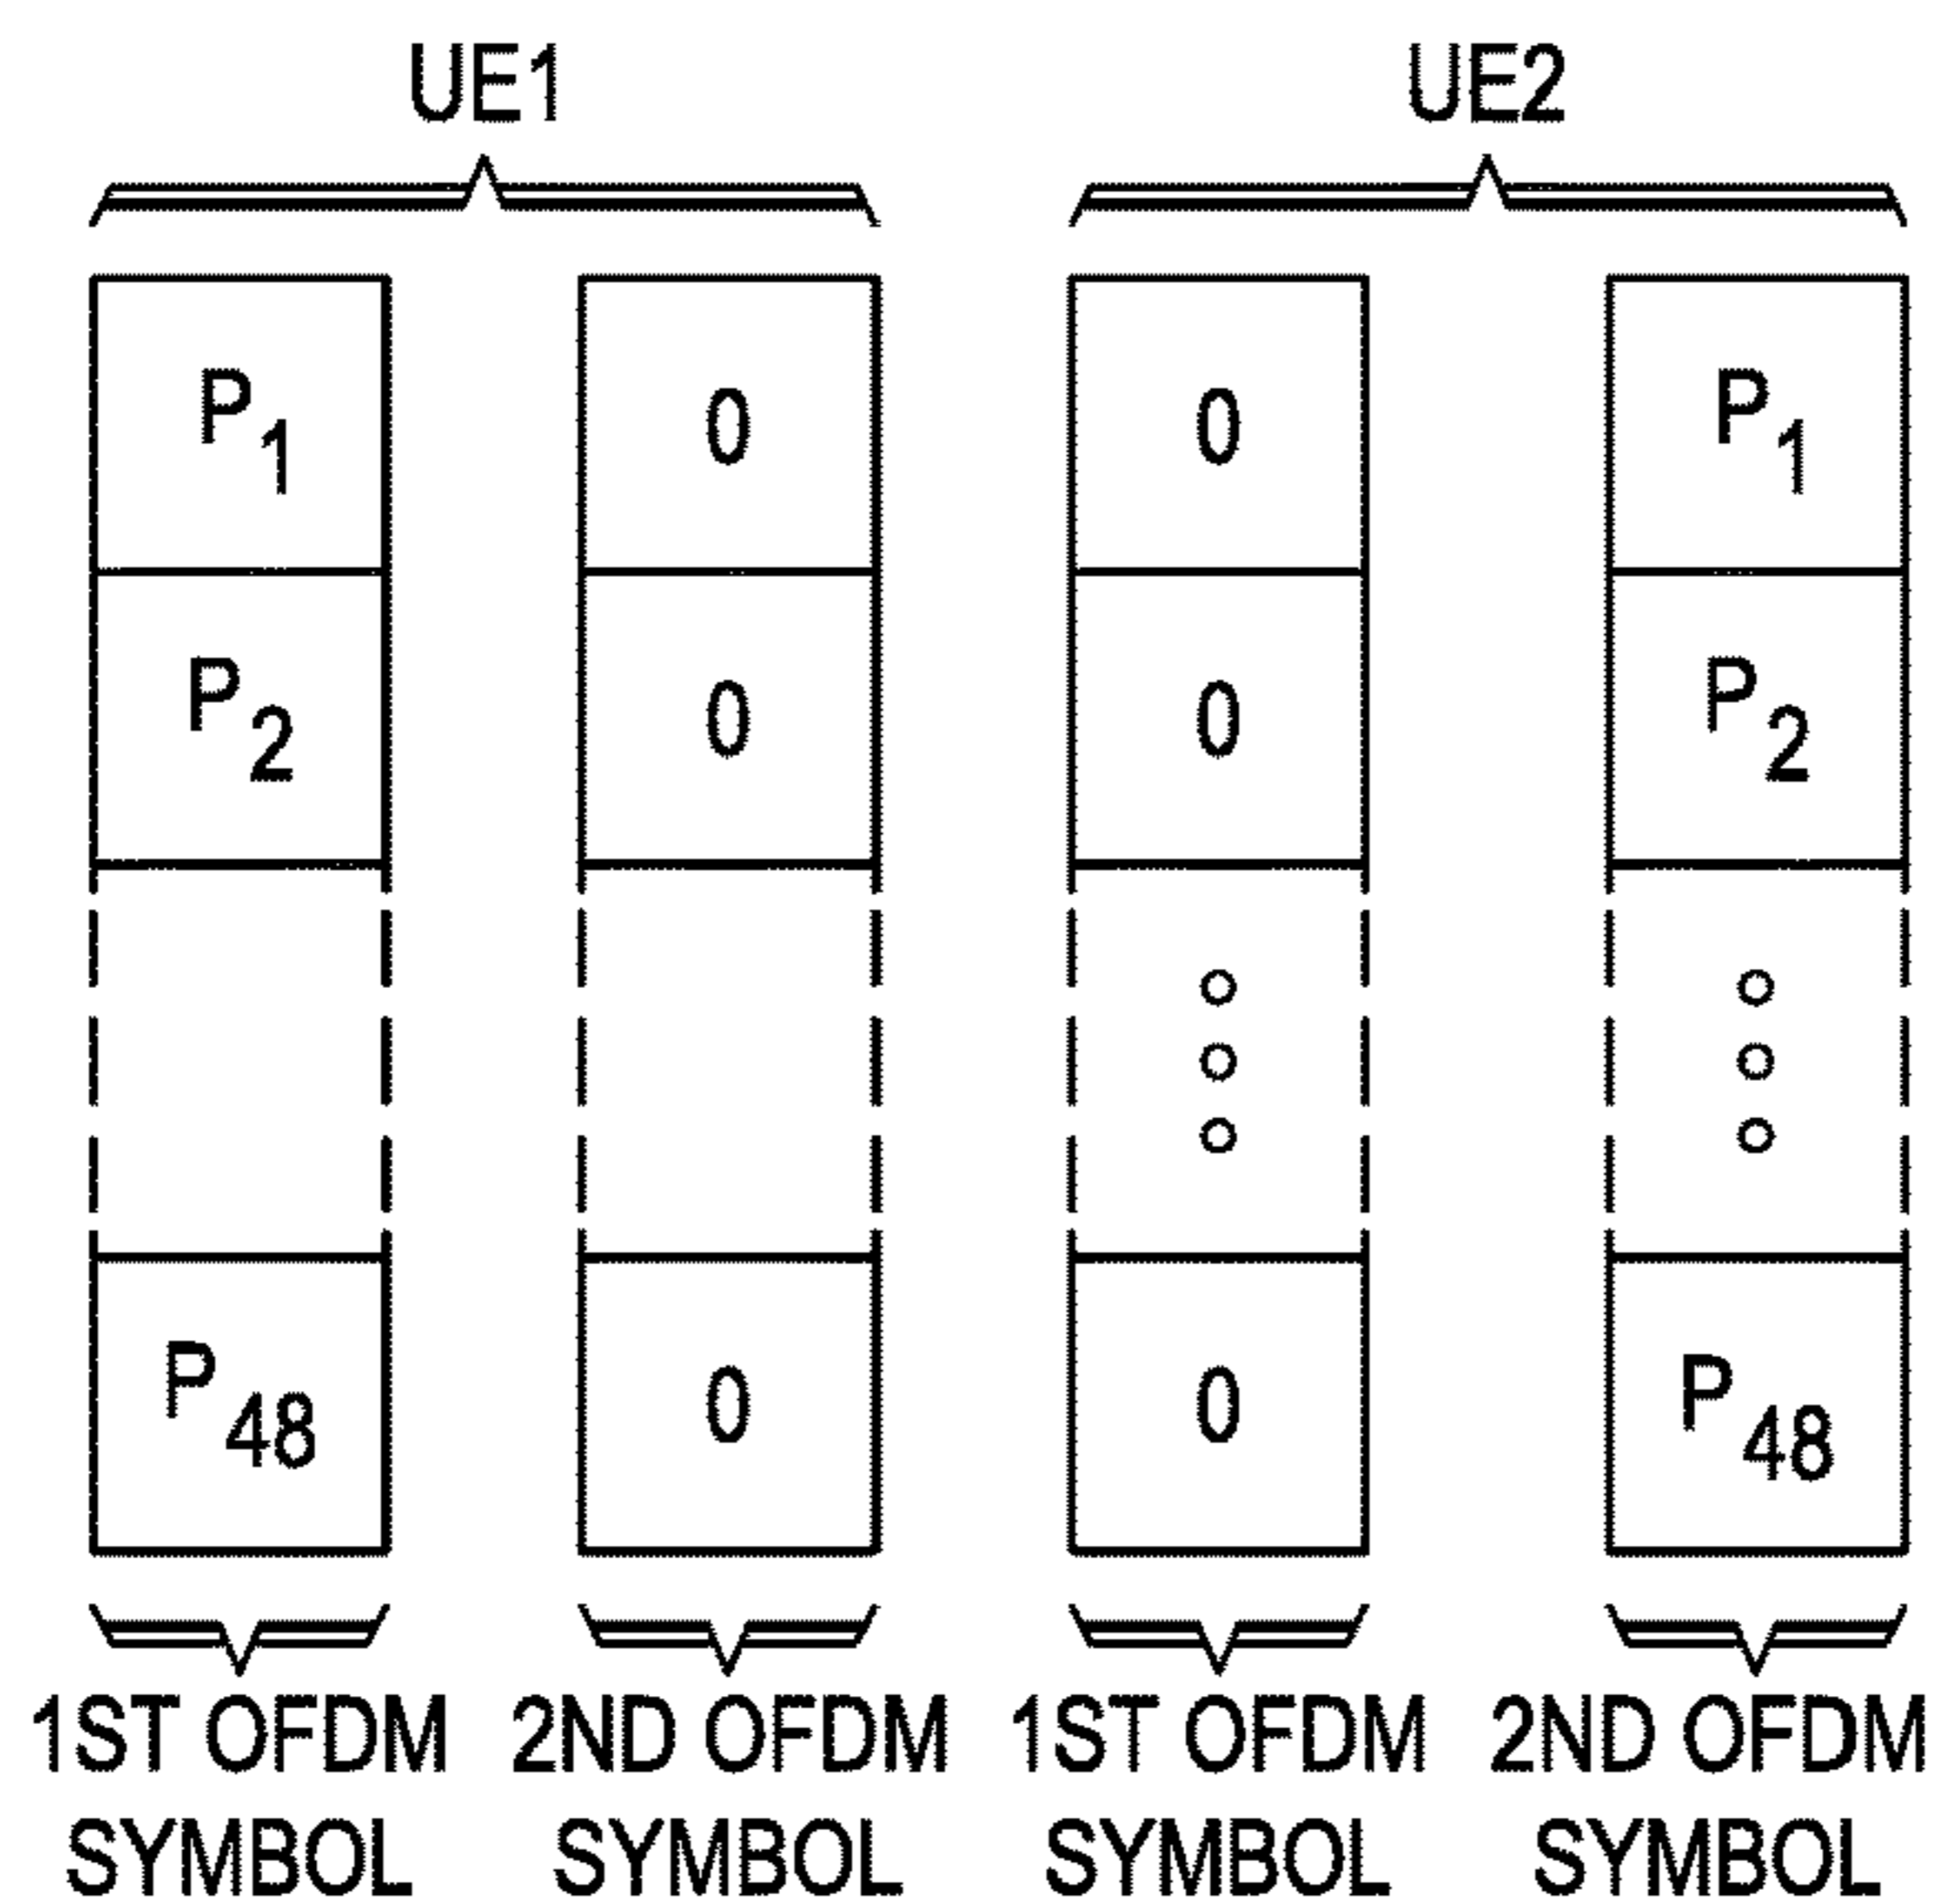 UE1 UE2
P1 0 0 P1
P2 0 0 P2
P48 0 0 P48
1ST OFDM SYMBOL 2ND OFDM SYMBOL 1ST OFDM SYMBOL 2ND OFDM SYMBOL